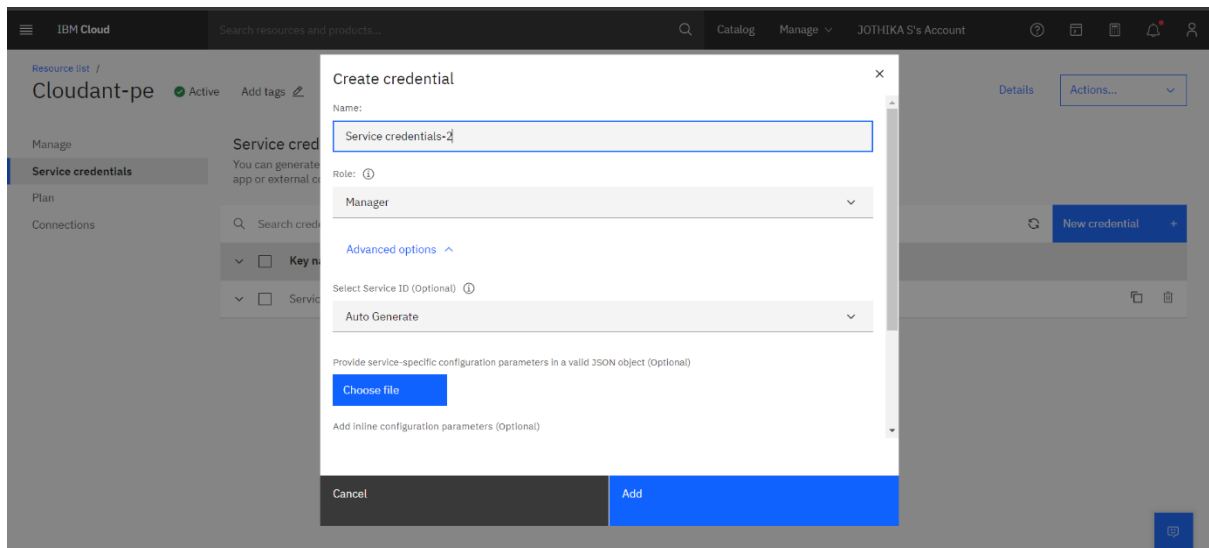 IBM Cloud
Search resources and products...
Catalog
Manage
JOTHIKA S's Account
Resource list /
Cloudant-pe
Active
Add tags
Details
Actions...
Manage
Service credentials
Plan
Connections
Service cred
You can generate
app or external co
Search crede
New credential +
Key na
Servic
Create credential
Name:
Service credentials-2
Role:
Manager
Advanced options
Select Service ID (Optional)
Auto Generate
Provide service-specific configuration parameters in a valid JSON object (Optional)
Choose file
Add inline configuration parameters (Optional)
Cancel
Add